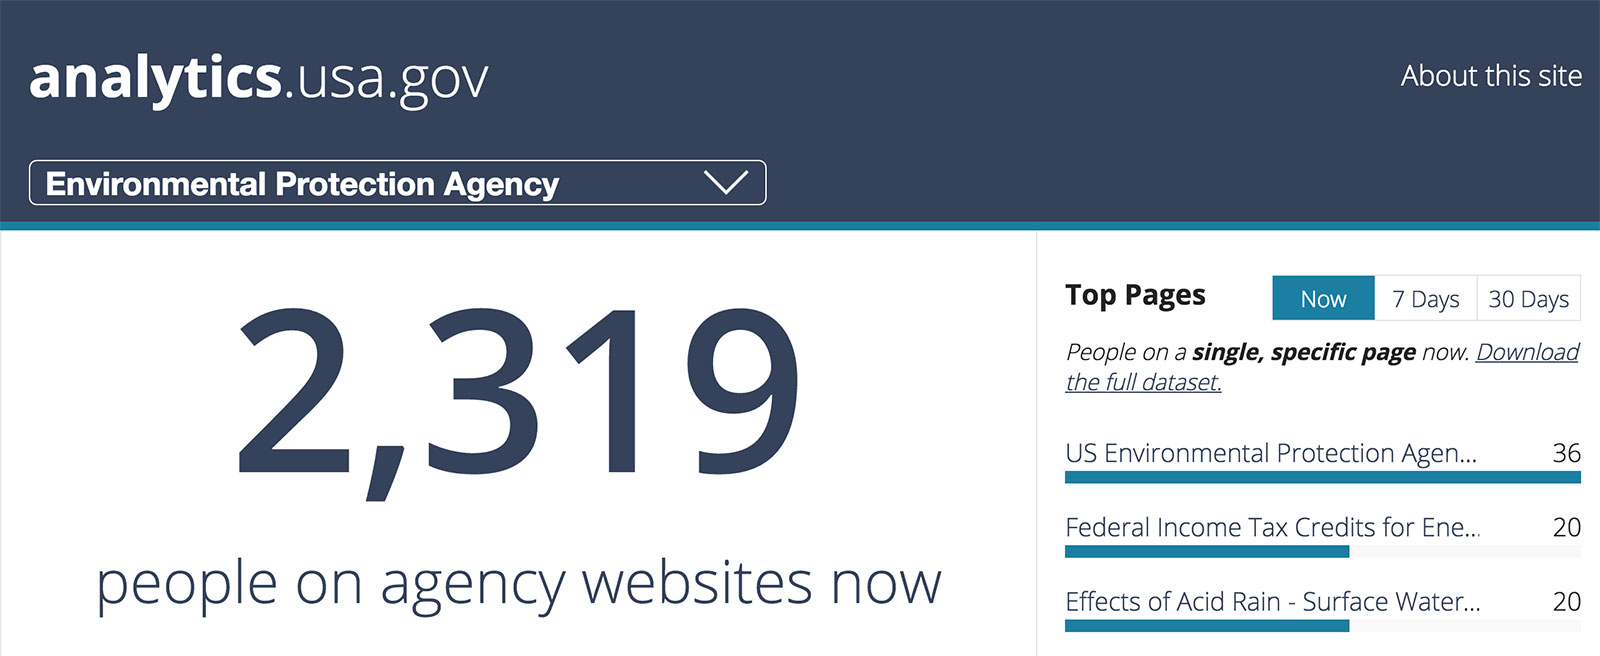 analytics.usa.gov
About this site
Environmental Protection Agency
2,319
people on agency websites now
Top Pages
Now
7 Days
30 Days
People on a single, specific page now. Download
the full dataset.
US Environmental Protection Agen... 36
Federal Income Tax Credits for Ene... 20
Effects of Acid Rain - Surface Water... 20